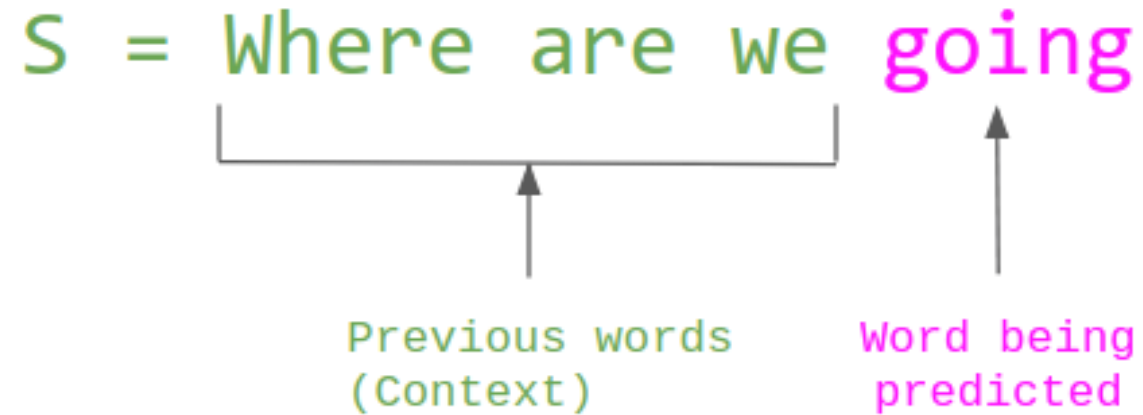 S = Where are we going
Previous words
(Context)
Word being
predicted